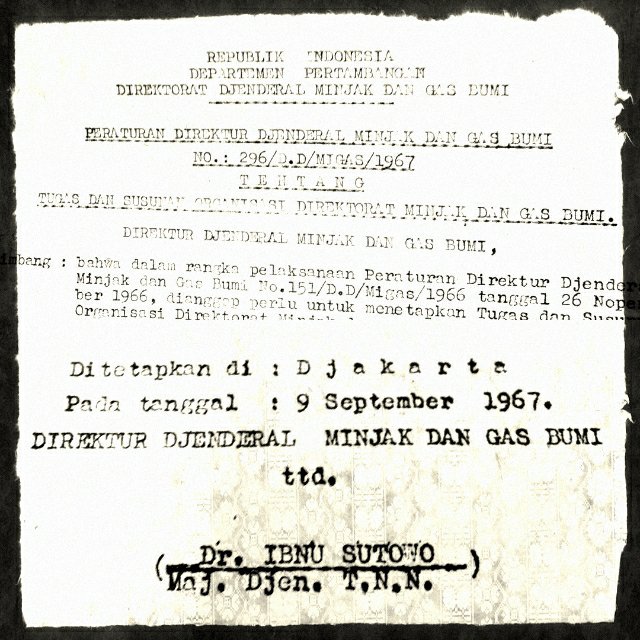 REPUBLIK INDONESIA
DEPARTEMEN PERTAMBANGAN
DIREKTORAT DJENDERAL MINJAK DAN GAS BUMI
PERATURAN DIREKTUR DJENDERAL MINJAK DAN GAS BUMI
NO.: 296/D.D/MIGAS/1967
T E N T A N G
TUGAS DAN SUSUNAN ORGANISASI DIREKTORAT MINJAK DAN GAS BUMI.
DIREKTUR DJENDERAL MINJAK DAN GAS BUMI,
imbang : bahwa dalam rangka pelaksanaan Peraturan Direktur Djender
Minjak dan Gas Bumi No.151/D.D/Migas/1966 tanggal 26 Nope
ber 1966, dianggap perlu untuk menetapkan Tugas dan Susu
Organisasi Direktorat Minjak
Ditetapkan di : D j a k a r t a
Pada tanggal : 9 September 1967.
DIREKTUR DJENDERAL MINJAK DAN GAS BUMI
ttd.
(Dr. IBNU SUTOWO)
Maj. Djen. T.N.N.